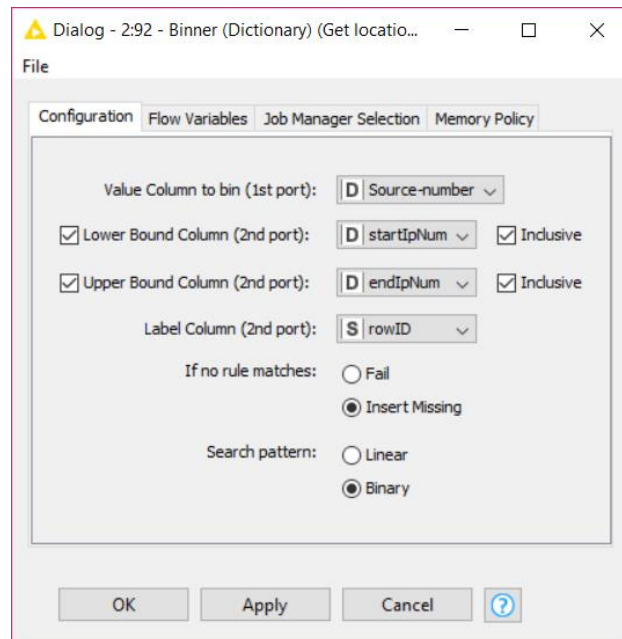 Dialog - 2:92 - Binner (Dictionary) (Get locatio...
File
Configuration Flow Variables Job Manager Selection Memory Policy
Value Column to bin (1st port): D Source-number
Lower Bound Column (2nd port): D startIpNum Inclusive
Upper Bound Column (2nd port): D endIpNum Inclusive
Label Column (2nd port): S rowID
If no rule matches: Fail
Insert Missing
Search pattern: Linear
Binary
OK Apply Cancel ?